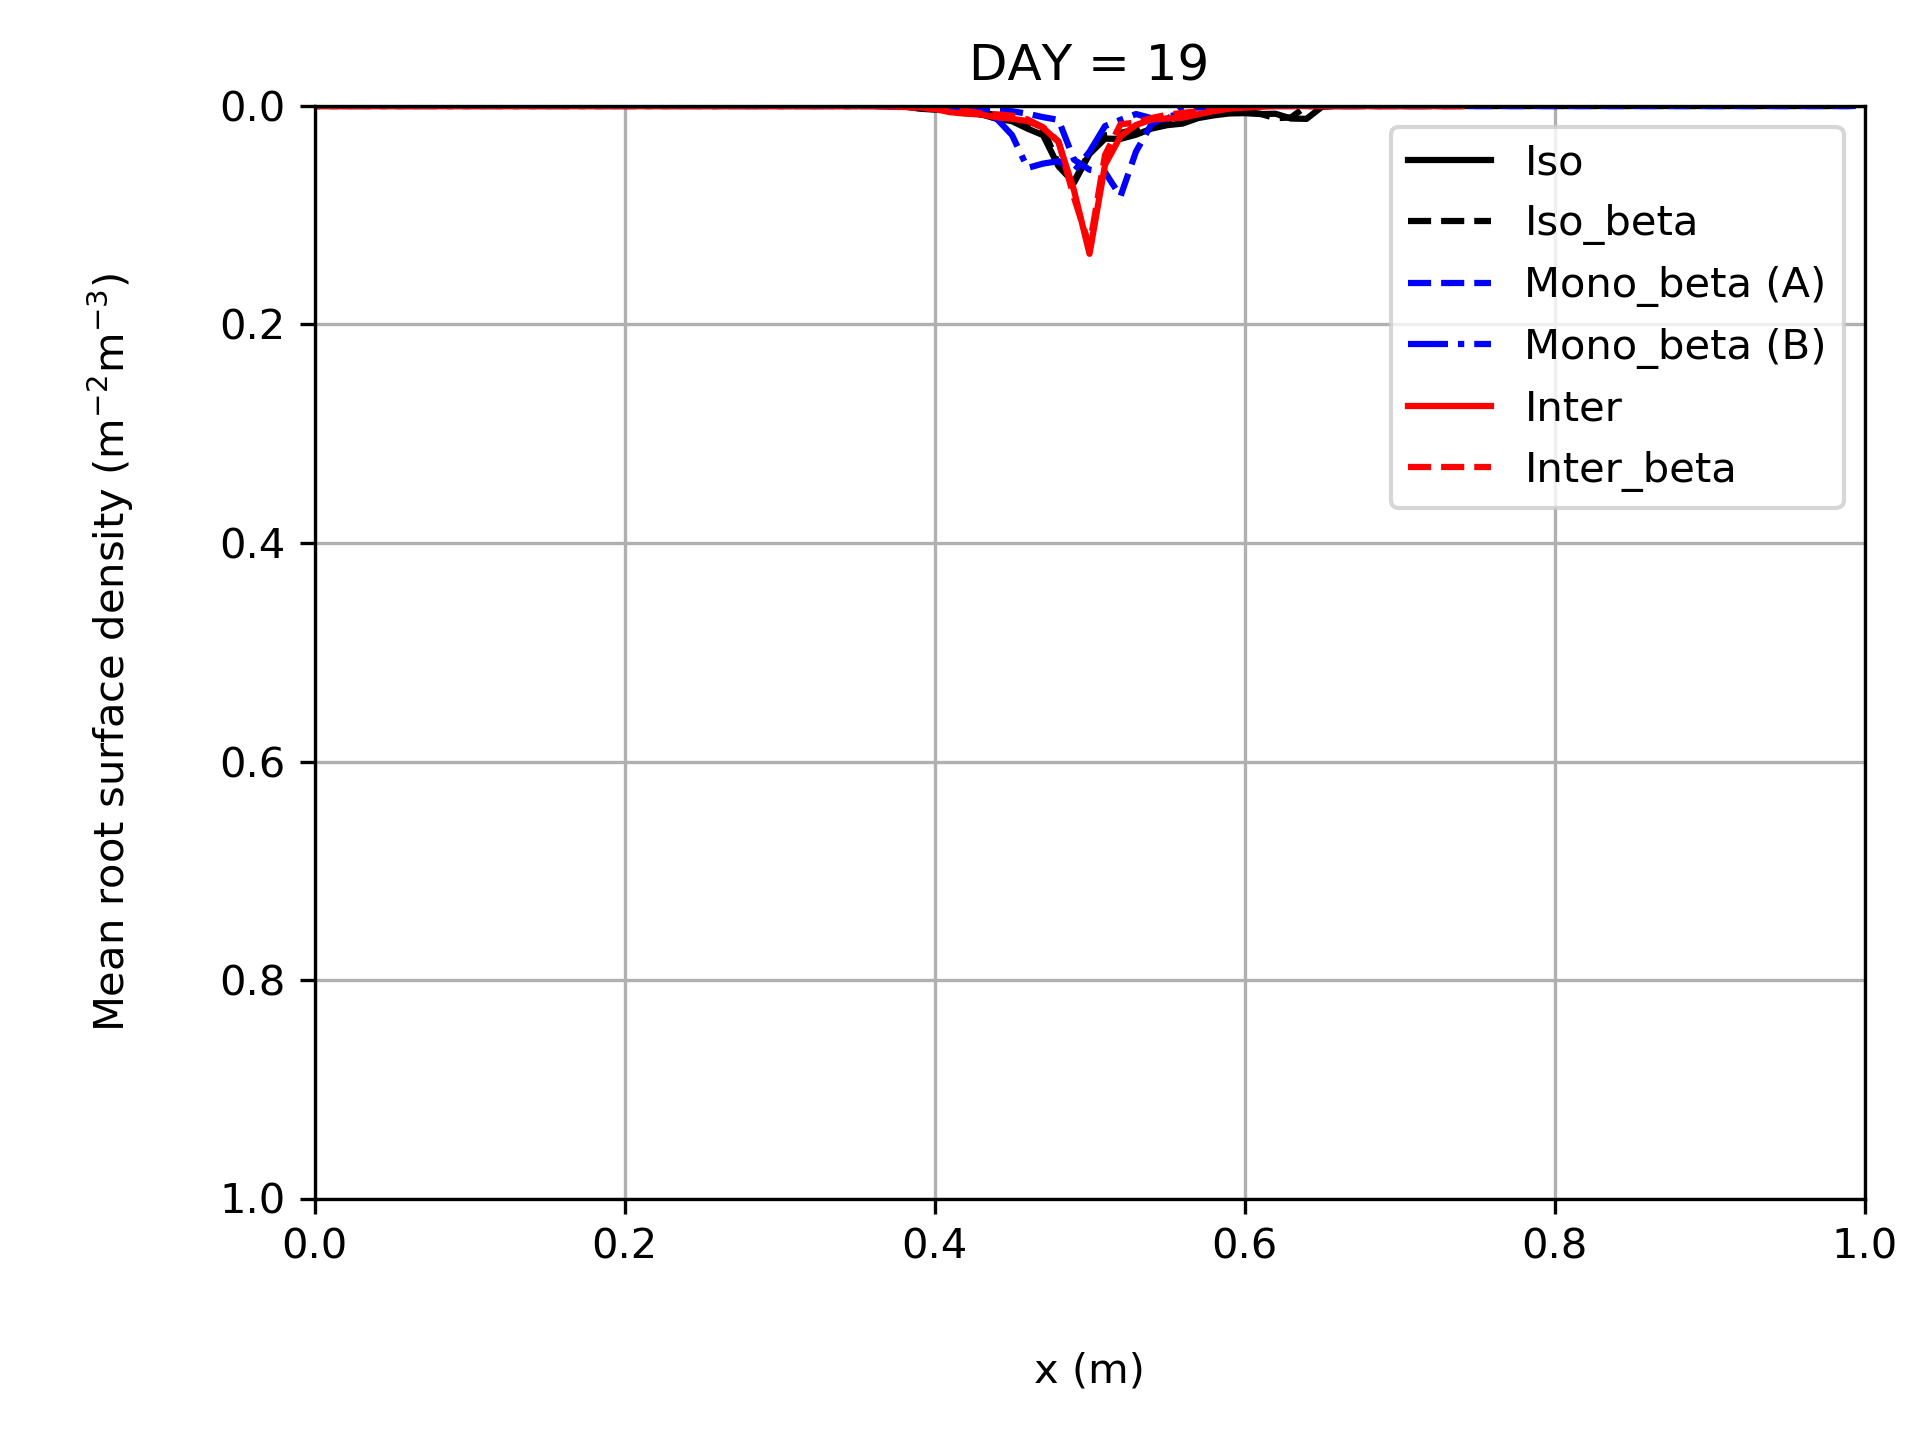 DAY = 19
0.0
0.2
0.4
0.6
0.8
1.0
Mean root surface density (m⁻²m⁻³)
Iso
Iso_beta
Mono_beta (A)
Mono_beta (B)
Inter
Inter_beta
0.0 0.2 0.4 0.6 0.8 1.0
x (m)